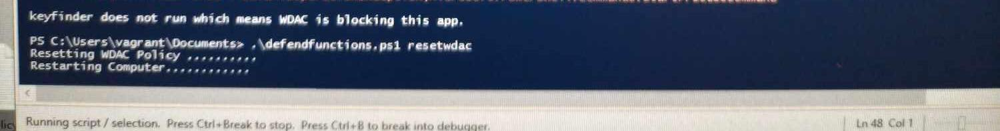 keyfinder does not run which means WDAC is blocking this app.
PS C:\Users\vagrant\Documents> .\defendfunctions.ps1 resetwdac
Resetting WDAC Policy ..........
Restarting Computer............
Running script / selection. Press Ctrl+Break to stop. Press Ctrl+B to break into debugger.
Ln 48 Col 1